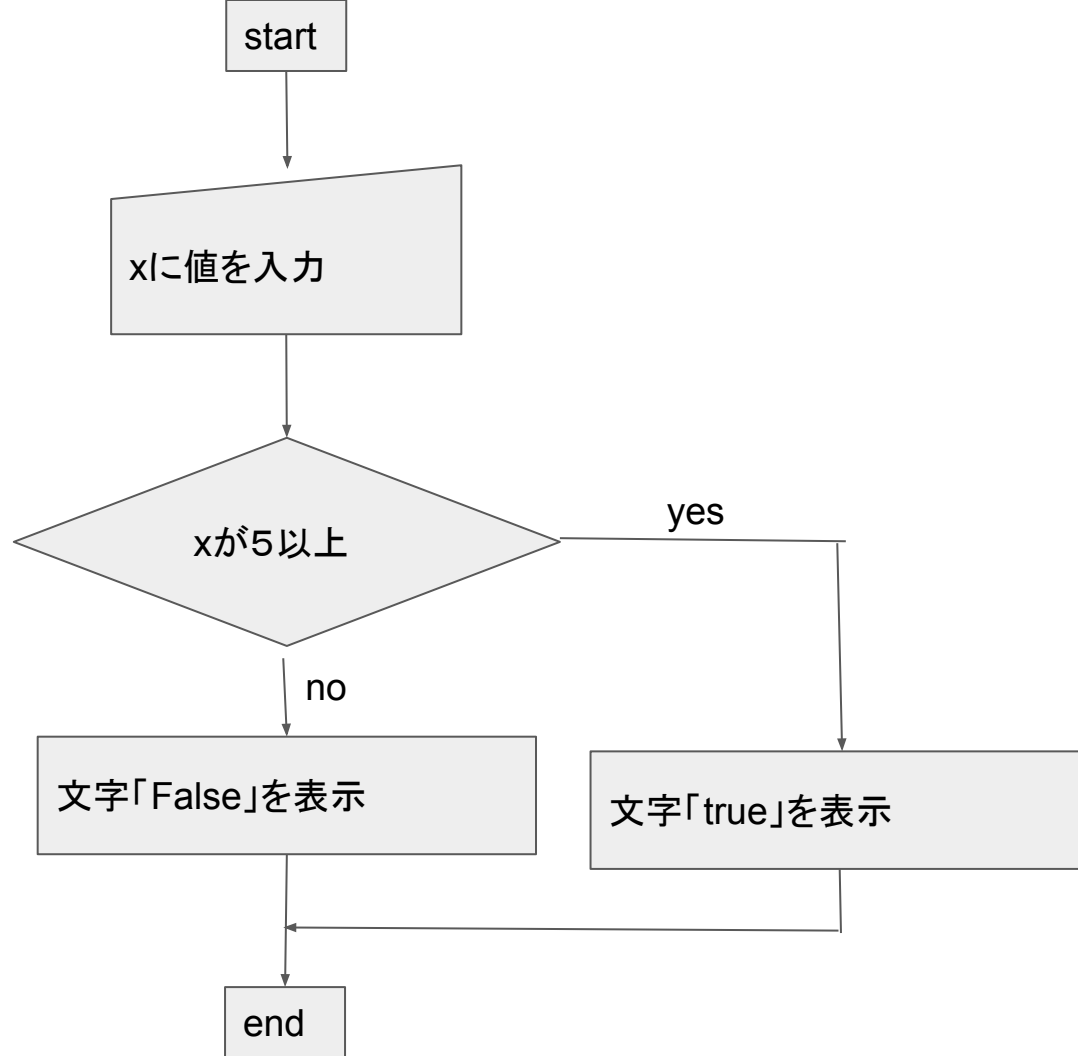 start
xに値を入力
xが５以上
yes
no
文字「False」を表示
文字「true」を表示
end